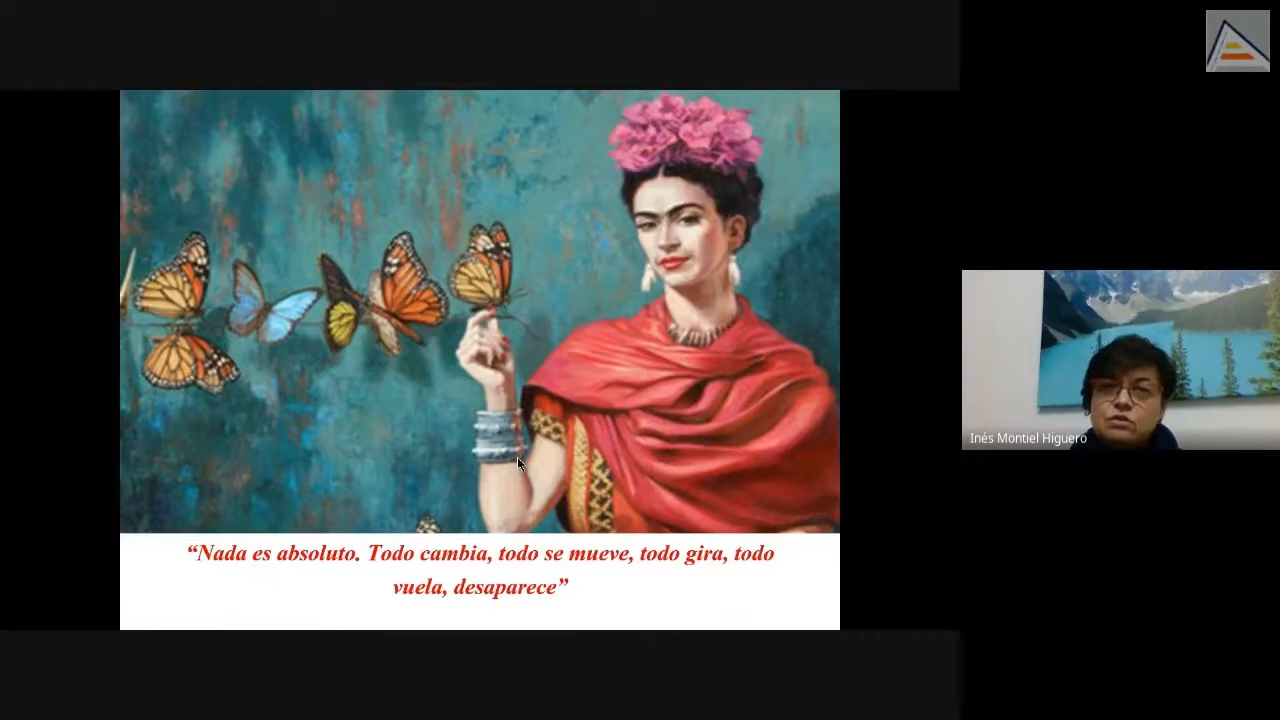 “Nada es absoluto. Todo cambia, todo se mueve, todo gira, todo
vuela, desaparece”
Inés Montiel Higuero